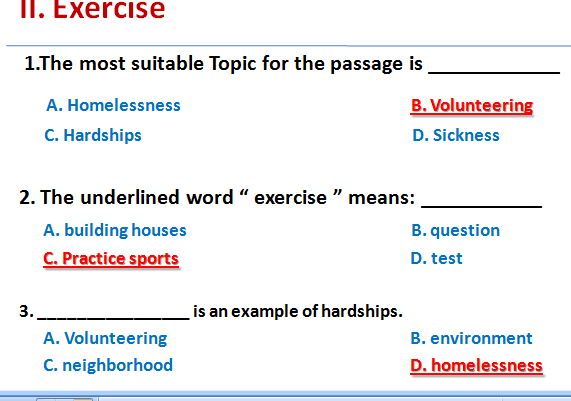 II. Exercise
1.The most suitable Topic for the passage is ____________
A. Homelessness B. Volunteering
C. Hardships D. Sickness
2. The underlined word “ exercise ” means: ___________
A. building houses B. question
C. Practice sports D. test
3. ________________ is an example of hardships.
A. Volunteering B. environment
C. neighborhood D. homelessness